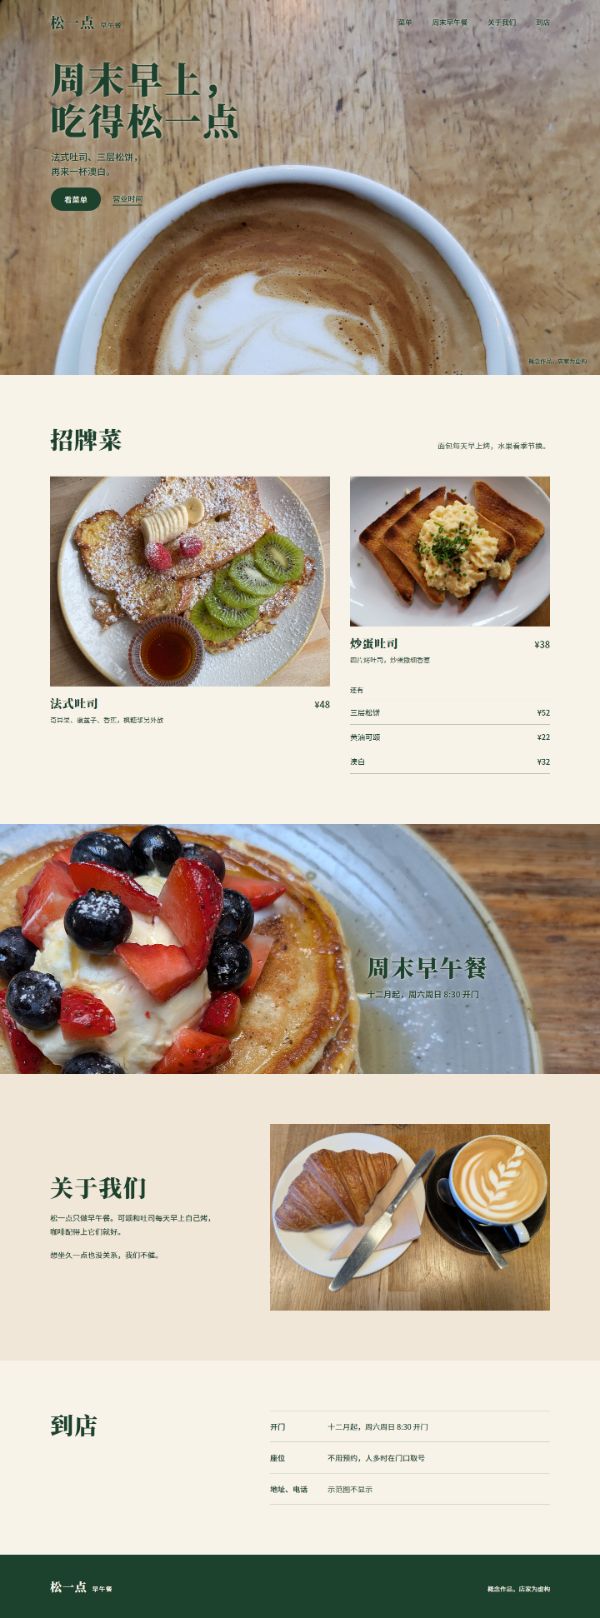 松一点 早午餐
菜单 周末早午餐 关于我们 到店
周末早上，
吃得松一点
法式吐司、三层松饼，
再来一杯澳白。
看菜单 营业时间
概念作品，店家为虚构
招牌菜
面包每天早上烤，水果看季节换。
法式吐司 ¥48
炒蛋吐司 ¥38
还有
三层松饼 ¥52
黄油可颂 ¥22
澳白 ¥32
周末早午餐
十二月起，周六周日 8:30 开门
关于我们
松一点只做早午餐。可颂和吐司每天早上自己烤，
咖啡配得上它们就好。
想坐久一点也没关系，我们不催。
到店
开门 十二月起，周六周日 8:30 开门
座位 不用预约，人多时在门口取号
地址、电话 示范图不显示
松一点 早午餐
概念作品，店家为虚构